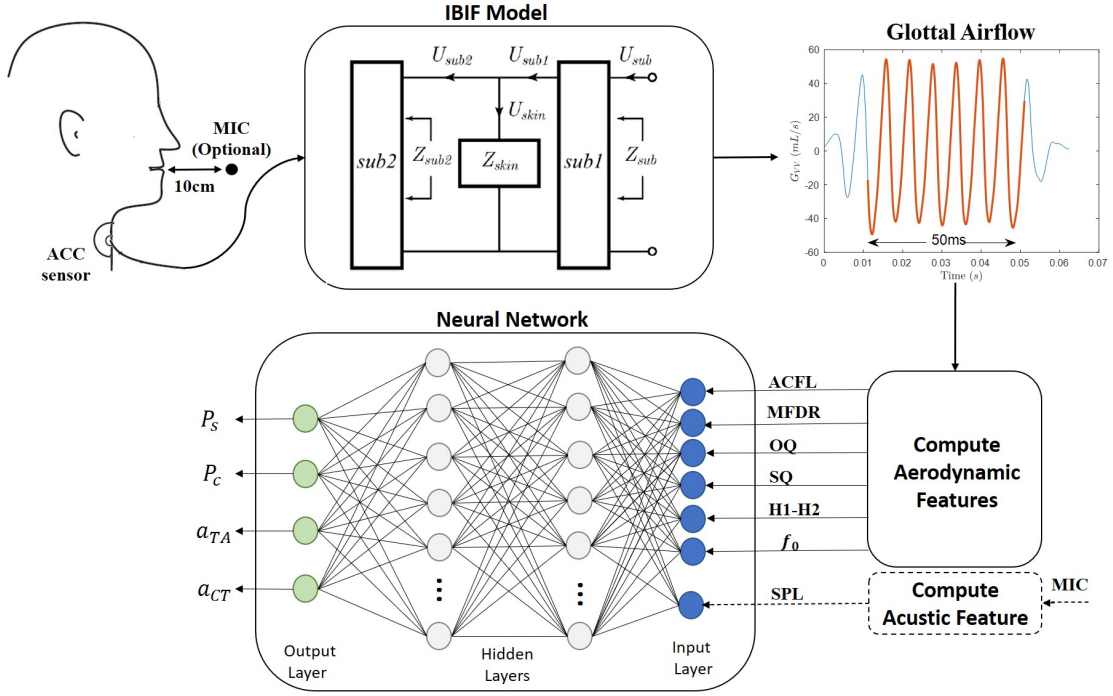 IBIF Model
MIC
(Optional)
10cm
ACC
sensor
U_sub2 U_sub1 U_sub
U_skin
sub2 Z_sub2 Z_skin sub1 Z_sub
Glottal Airflow
60
40
20
0
-20
-40
-60
G_VV (mL/s)
50ms
0 0.01 0.02 0.03 0.04 0.05 0.06 0.07
Time (s)
Neural Network
P_s
P_c
a_TA
a_CT
Output
Layer
Hidden
Layers
Input
Layer
ACFL
MFDR
OQ
SQ
H1-H2
f_0
SPL
Compute
Aerodynamic
Features
Compute
Acustic Feature
MIC